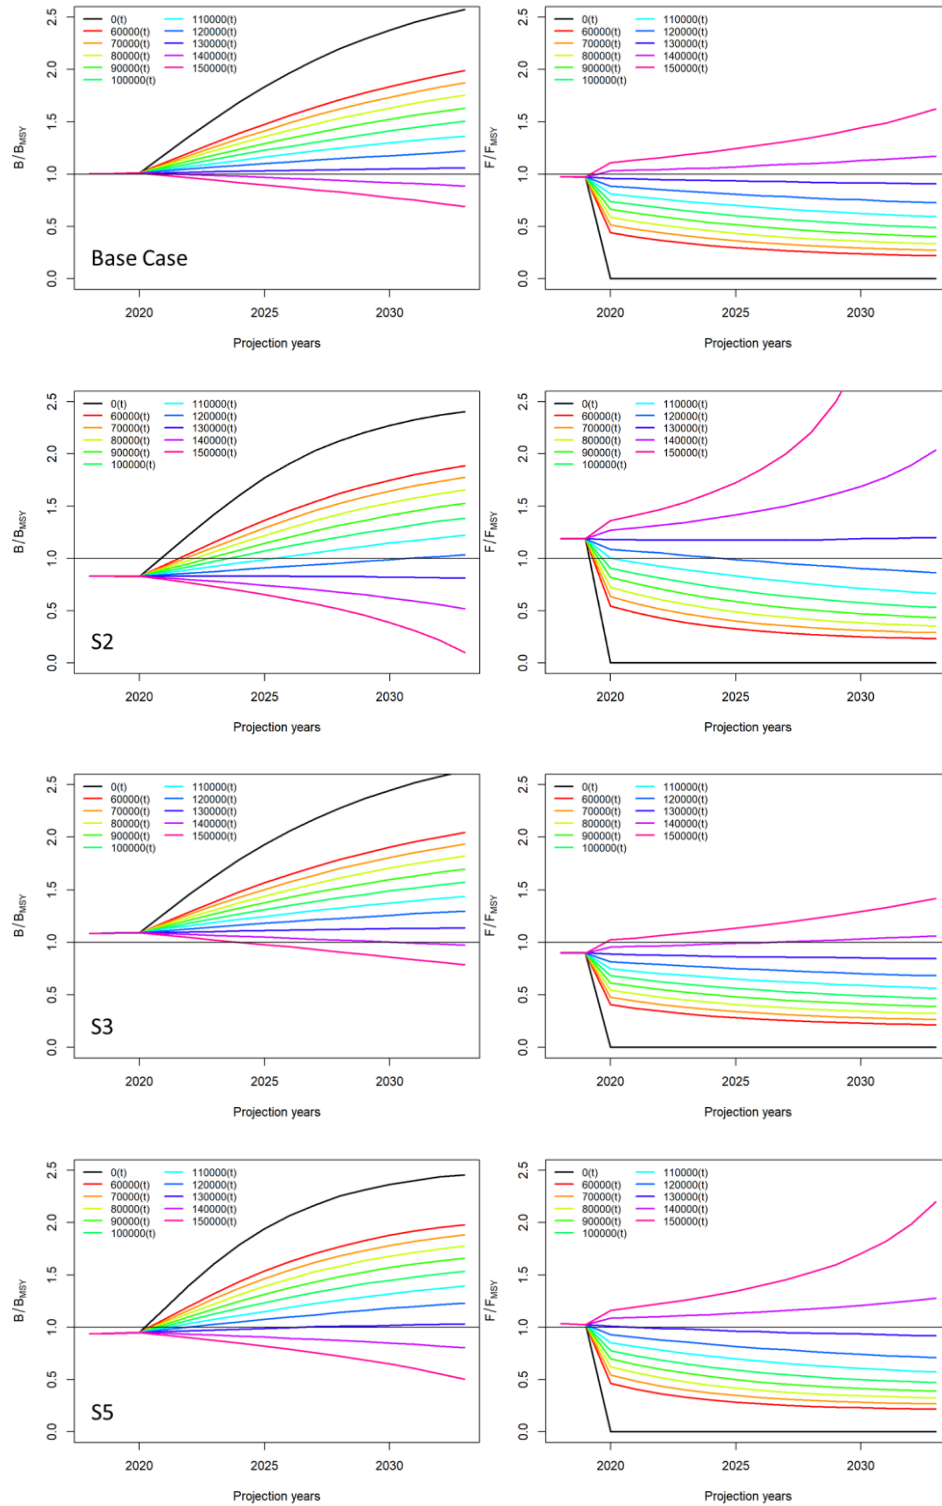 B/BMSY
2.5
2.0
1.5
1.0
0.5
0.0
0(t)
60000(t)
70000(t)
80000(t)
90000(t)
100000(t)
110000(t)
120000(t)
130000(t)
140000(t)
150000(t)
Base Case
2020 2025 2030
Projection years
F/FMSY
2.5
2.0
1.5
1.0
0.5
0.0
0(t)
60000(t)
70000(t)
80000(t)
90000(t)
100000(t)
110000(t)
120000(t)
130000(t)
140000(t)
150000(t)
2020 2025 2030
Projection years
B/BMSY
2.5
2.0
1.5
1.0
0.5
0.0
0(t)
60000(t)
70000(t)
80000(t)
90000(t)
100000(t)
110000(t)
120000(t)
130000(t)
140000(t)
150000(t)
S2
2020 2025 2030
Projection years
F/FMSY
2.5
2.0
1.5
1.0
0.5
0.0
0(t)
60000(t)
70000(t)
80000(t)
90000(t)
100000(t)
110000(t)
120000(t)
130000(t)
140000(t)
150000(t)
2020 2025 2030
Projection years
B/BMSY
2.5
2.0
1.5
1.0
0.5
0.0
0(t)
60000(t)
70000(t)
80000(t)
90000(t)
100000(t)
110000(t)
120000(t)
130000(t)
140000(t)
150000(t)
S3
2020 2025 2030
Projection years
F/FMSY
2.5
2.0
1.5
1.0
0.5
0.0
0(t)
60000(t)
70000(t)
80000(t)
90000(t)
100000(t)
110000(t)
120000(t)
130000(t)
140000(t)
150000(t)
2020 2025 2030
Projection years
B/BMSY
2.5
2.0
1.5
1.0
0.5
0.0
0(t)
60000(t)
70000(t)
80000(t)
90000(t)
100000(t)
110000(t)
120000(t)
130000(t)
140000(t)
150000(t)
S5
2020 2025 2030
Projection years
F/FMSY
2.5
2.0
1.5
1.0
0.5
0.0
0(t)
60000(t)
70000(t)
80000(t)
90000(t)
100000(t)
110000(t)
120000(t)
130000(t)
140000(t)
150000(t)
2020 2025 2030
Projection years